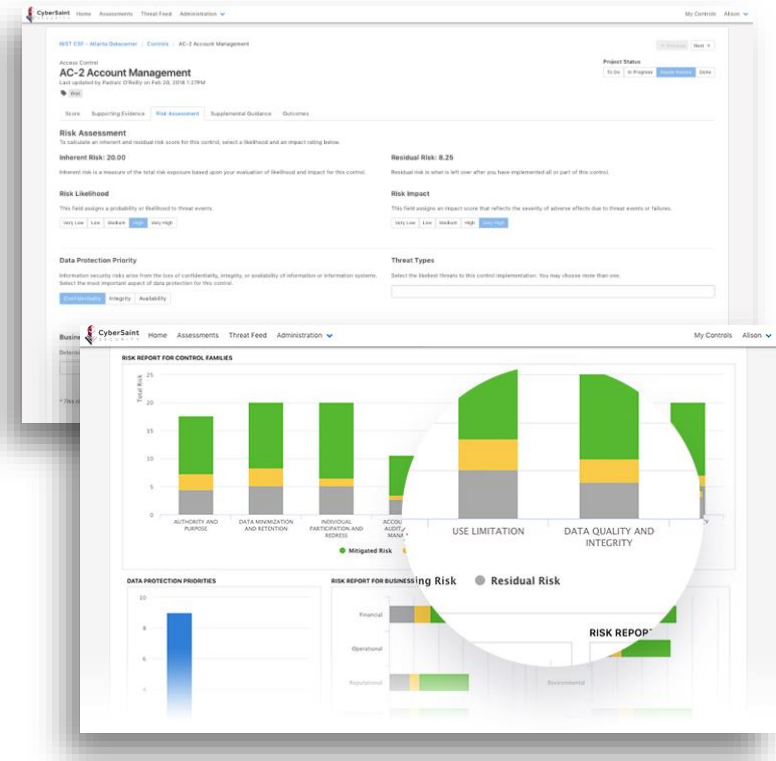 CyberSaint
SECURITY
Home Assessments Threat Feed Administration
My Controls Alison
NIST CSF - Atlanta Datacenter | Controls | AC-2 Account Management
Previous Next
Access Control
AC-2 Account Management
Last updated by Padraic O'Reilly on Feb 28, 2018 1:27PM
Project Status
To Do In Progress Done
Score Supporting Evidence Risk Assessment Supplemental Guidance Outcomes
Risk Assessment
To calculate an inherent and residual risk score for this control, select a likelihood and an impact rating below.
Inherent Risk: 20.00
Residual Risk: 8.25
Inherent risk is a measure of the total risk exposure based upon your evaluation of likelihood and impact for this control.
Residual risk is what is left over after you have implemented all or part of this control.
Risk Likelihood
Risk Impact
This field assigns a probability or likelihood to threat events.
This field assigns an impact score that reflects the severity of adverse effects due to threat events or failures.
Very Low Low Medium High Very High
Very Low Low Medium High Very High
Data Protection Priority
Threat Types
Information security risks arise from the loss of confidentiality, integrity, or availability of information or information systems.
Select the most important aspect of data protection for this control.
Select the likeliest threats to this control implementation. You may choose more than one.
Confidentiality Integrity Availability
Busine
CyberSaint
SECURITY
Home Assessments Threat Feed Administration
My Controls Alison
RISK REPORT FOR CONTROL FAMILIES
Total Risk
25
20
15
10
5
0
AUTHORITY AND
PURPOSE
DATA MINIMIZATION
AND RETENTION
INDIVIDUAL
PARTICIPATION AND
REDRESS
ACCOU
AUDIT,
MANA
USE LIMITATION
DATA QUALITY AND
INTEGRITY
Mitigated Risk
ing Risk
Residual Risk
DATA PROTECTION PRIORITIES
10
8
6
4
RISK REPORT FOR BUSINESS
RISK REPOR
Financial
Operational
Reputational
Environmental